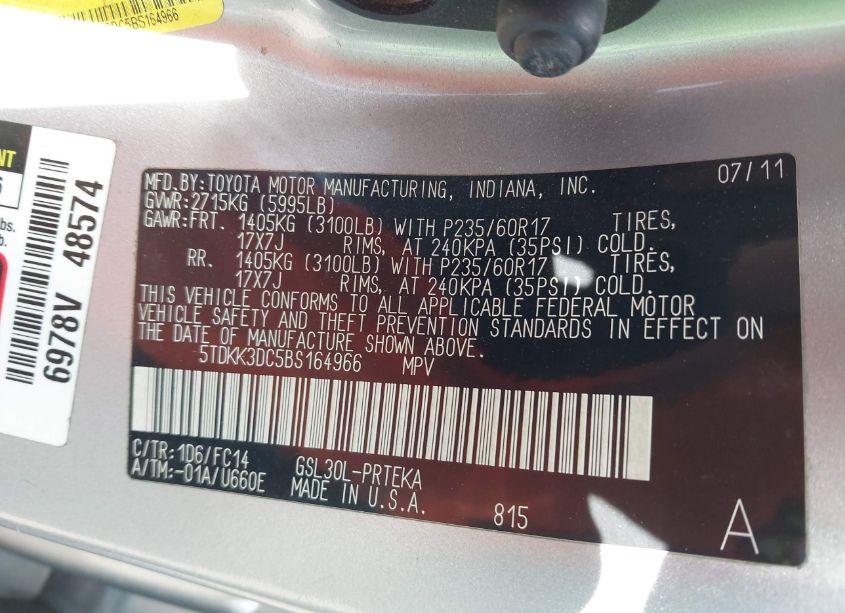 DC5BS164966
NT
lbs.
lb.
6978V 48574
MFD.BY:TOYOTA MOTOR MANUFACTURING, INDIANA, INC. 07/11
GVWR:2715KG (5995LB)
GAWR:FRT. 1405KG (3100LB) WITH P235/60R17 TIRES,
17X7J RIMS, AT 240KPA (35PSI) COLD.
RR. 1405KG (3100LB) WITH P235/60R17 TIRES,
17X7J RIMS, AT 240KPA (35PSI) COLD.
THIS VEHICLE CONFORMS TO ALL APPLICABLE FEDERAL MOTOR
VEHICLE SAFETY AND THEFT PREVENTION STANDARDS IN EFFECT ON
THE DATE OF MANUFACTURE SHOWN ABOVE.
5TDKK3DC5BS164966 MPV
C/TR:1D6/FC14 GSL30L-PRTEKA
A/TM:-01A/U660E MADE IN U.S.A.
815
A